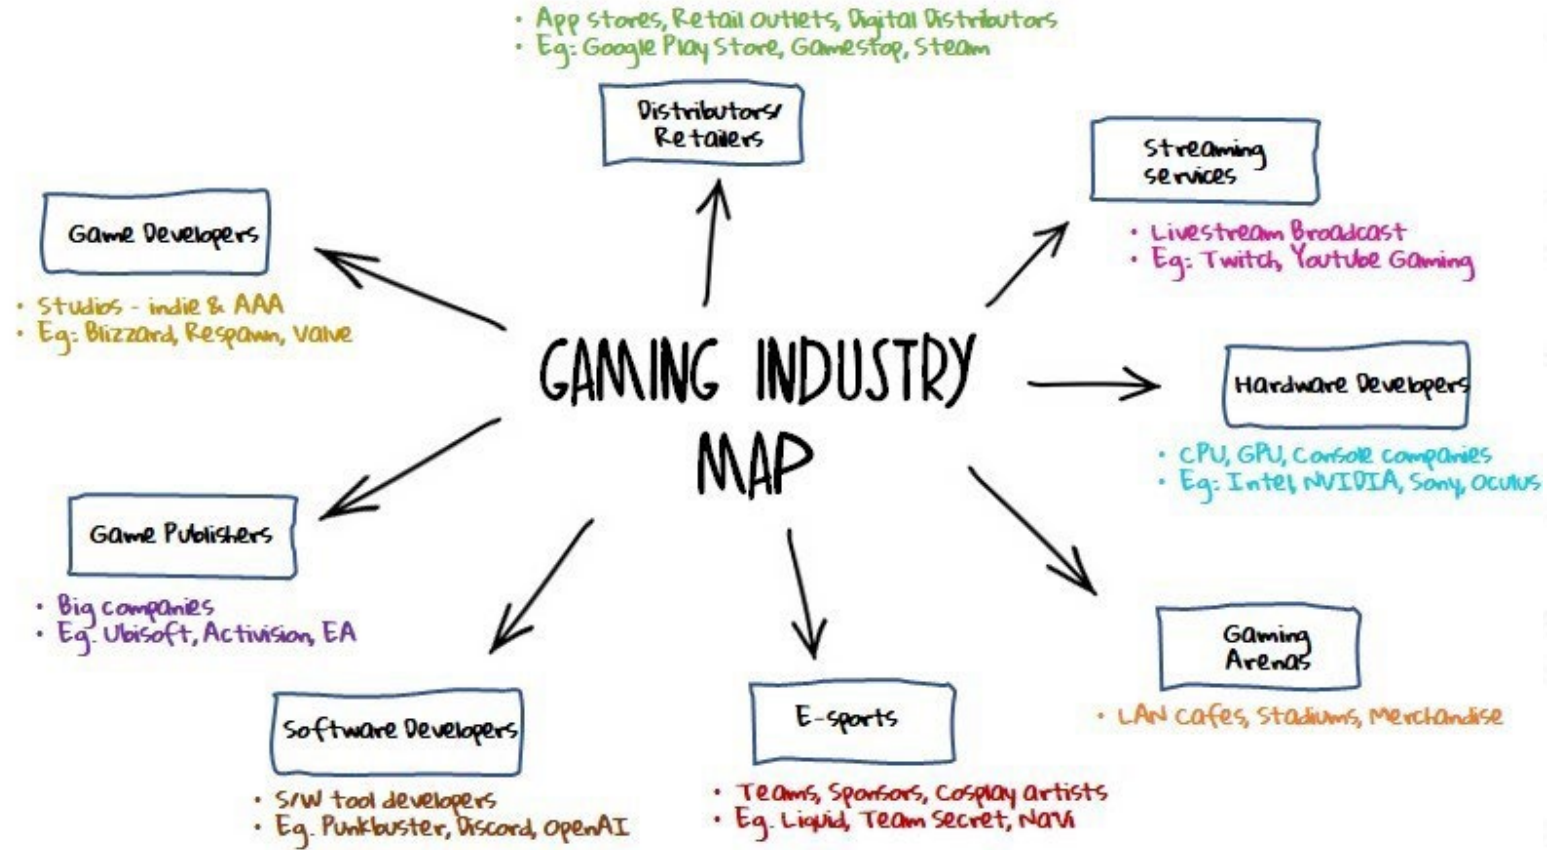 • App stores, Retail outlets, Digital Distributors
• Eg: Google Play Store, Gamestop, Steam
Distributors/
Retailers
Streaming
services
• Livestream Broadcast
• Eg: Twitch, Youtube Gaming
Game Developers
• Studios - indie & AAA
• Eg: Blizzard, Respawn, Valve
GAMING INDUSTRY
MAP
Hardware Developers
• CPU, GPU, Console companies
• Eg: Intel, NVIDIA, Sony, Oculus
Game Publishers
• Big companies
• Eg. Ubisoft, Activision, EA
Gaming
Arenas
• LAN cafes, Stadiums, Merchandise
Software Developers
• S/W tool developers
• Eg. Punkbuster, Discord, OpenAI
E-sports
• Teams, Sponsors, Cosplay artists
• Eg. Liquid, Team Secret, NaVi